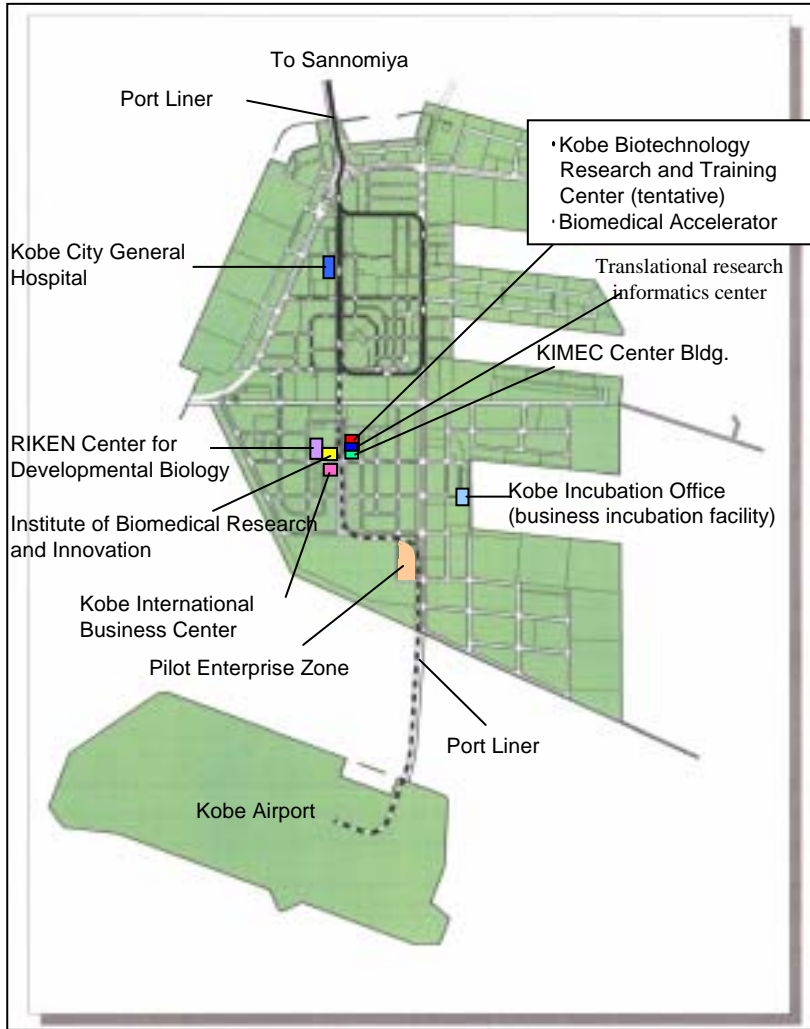 To Sannomiya
Port Liner
· Kobe Biotechnology
Research and Training
Center (tentative)
· Biomedical Accelerator
Kobe City General
Hospital
Translational research
informatics center
KIMEC Center Bldg.
RIKEN Center for
Developmental Biology
Kobe Incubation Office
(business incubation facility)
Institute of Biomedical Research
and Innovation
Kobe International
Business Center
Pilot Enterprise Zone
Port Liner
Kobe Airport